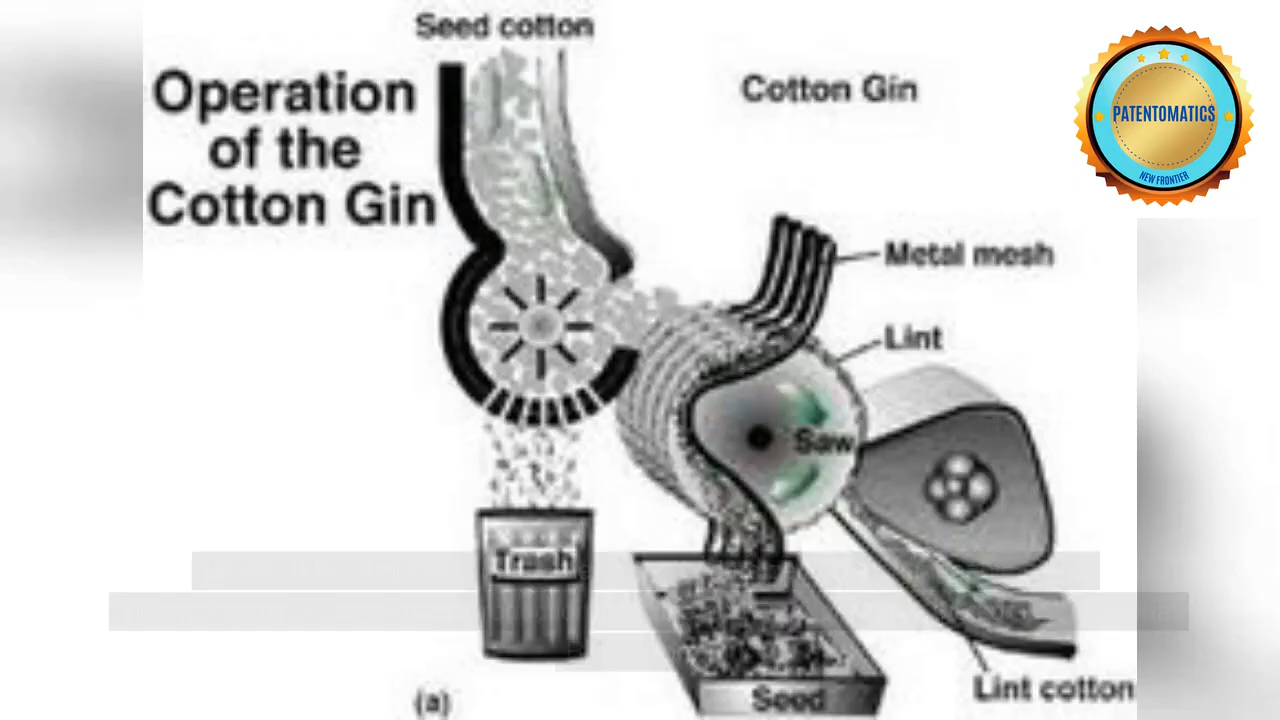 Seed cotton
Operation
of the
Cotton Gin
Cotton Gin
PATENTOMATICS
NEW FRONTIER
Metal mesh
Lint
Saw
Trash
Seed
Lint cotton
(a)